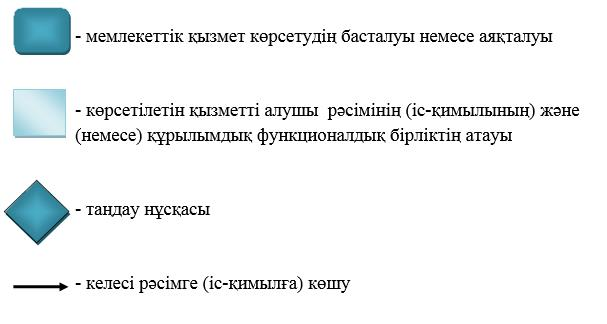 - мемлекеттік қызмет көрсетудің басталуы немесе аяқталуы
- көрсетілетін қызметті алушы рәсімінің (іс-қимылының) және
(немесе) құрылымдық функционалдық бірліктің атауы
- таңдау нұсқасы
- келесі рәсімге (іс-қимылға) көшу